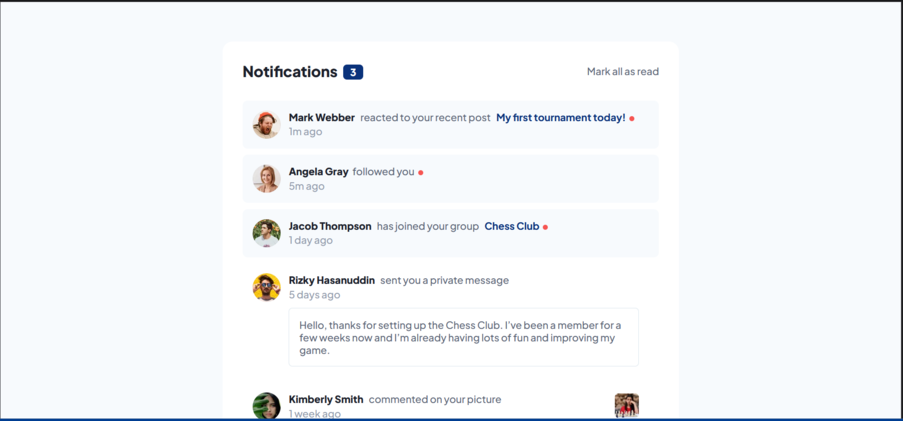 Notifications 3
Mark all as read
Mark Webber reacted to your recent post My first tournament today!
1m ago
Angela Gray followed you
5m ago
Jacob Thompson has joined your group Chess Club
1 day ago
Rizky Hasanuddin sent you a private message
5 days ago
Hello, thanks for setting up the Chess Club. I've been a member for a
few weeks now and I'm already having lots of fun and improving my
game.
Kimberly Smith commented on your picture
1 week ago